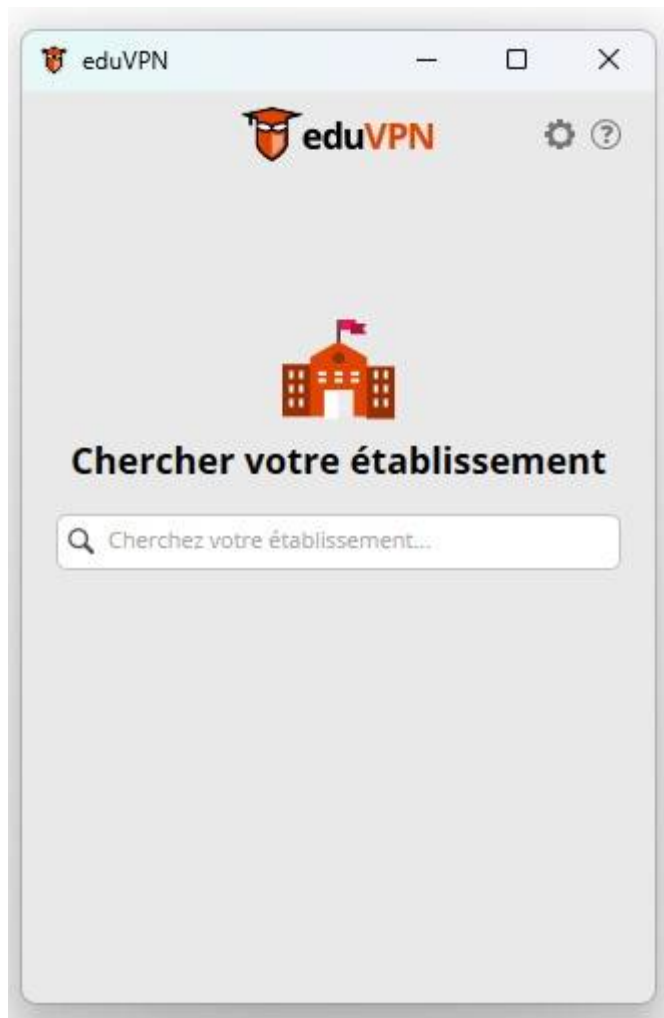 eduVPN
eduVPN
Chercher votre établissement
Cherchez votre établissement...